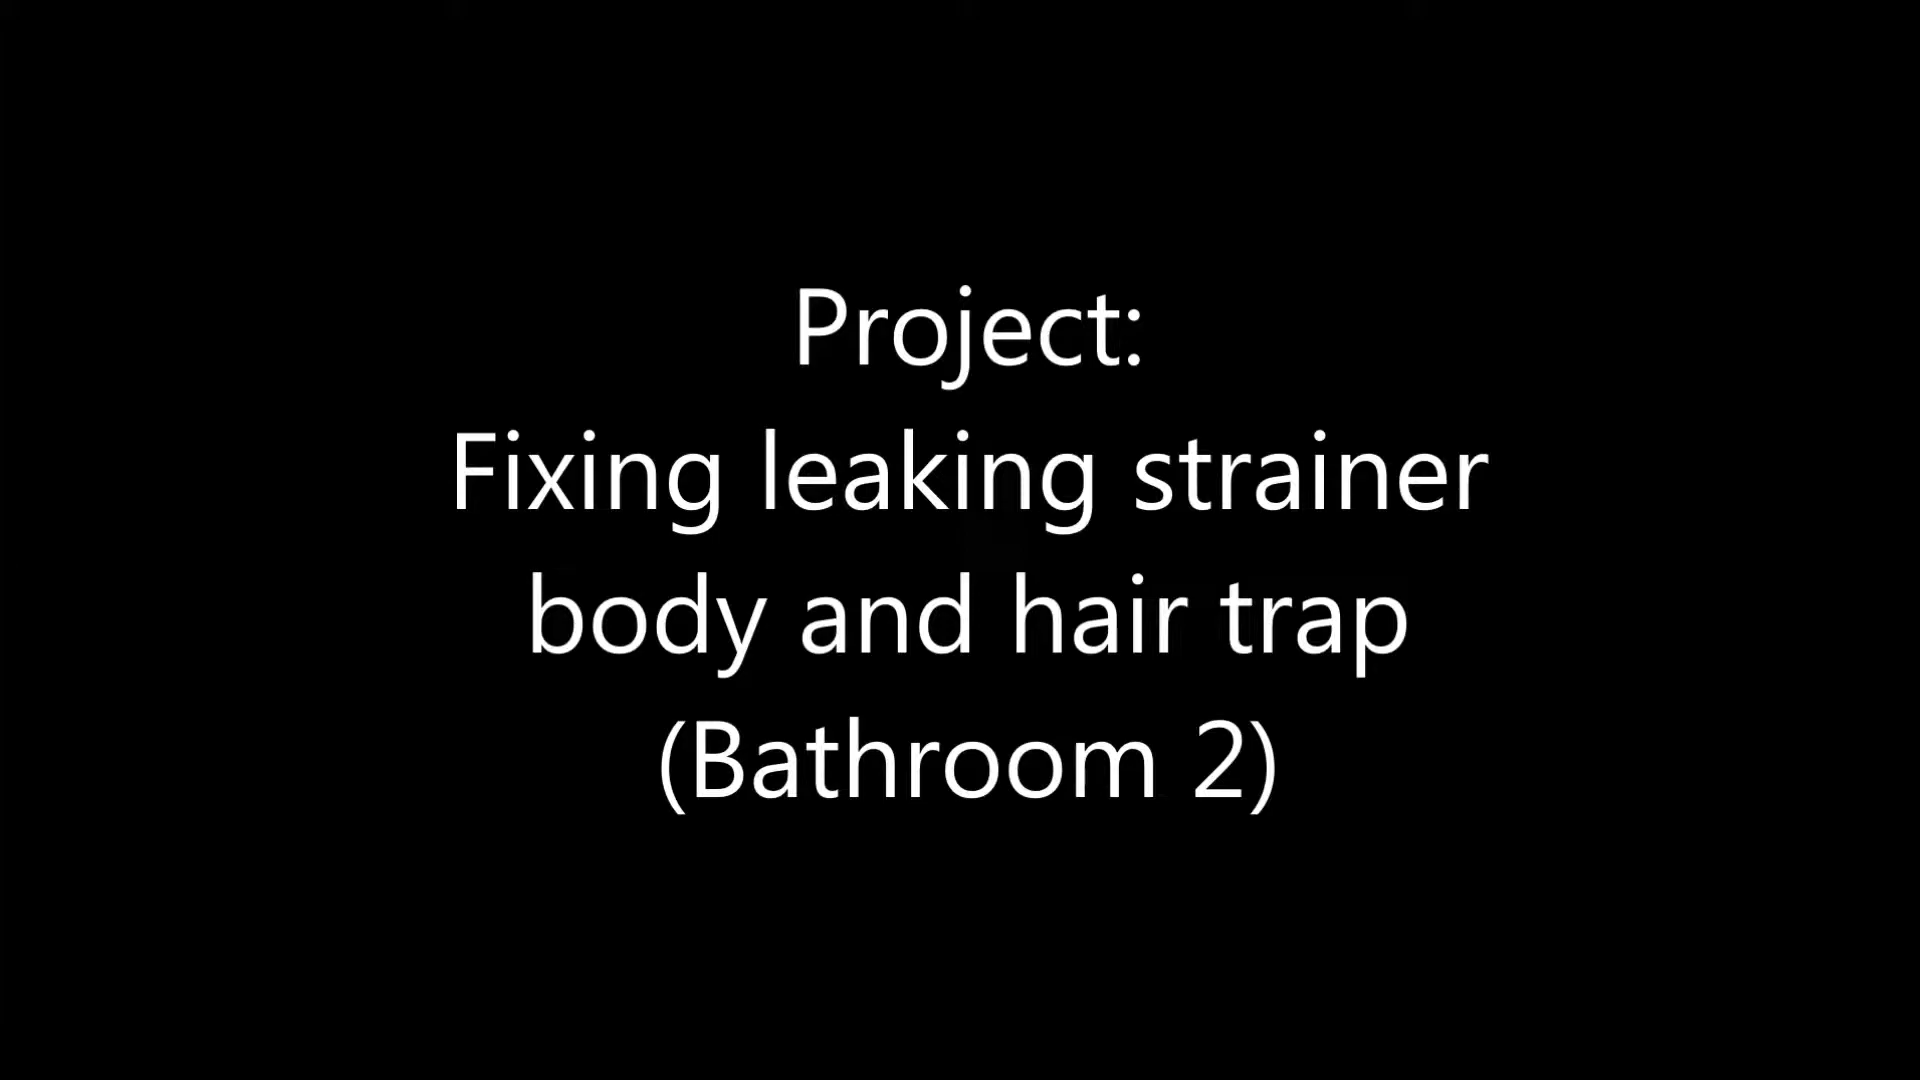 Project:
Fixing leaking strainer
body and hair trap
(Bathroom 2)